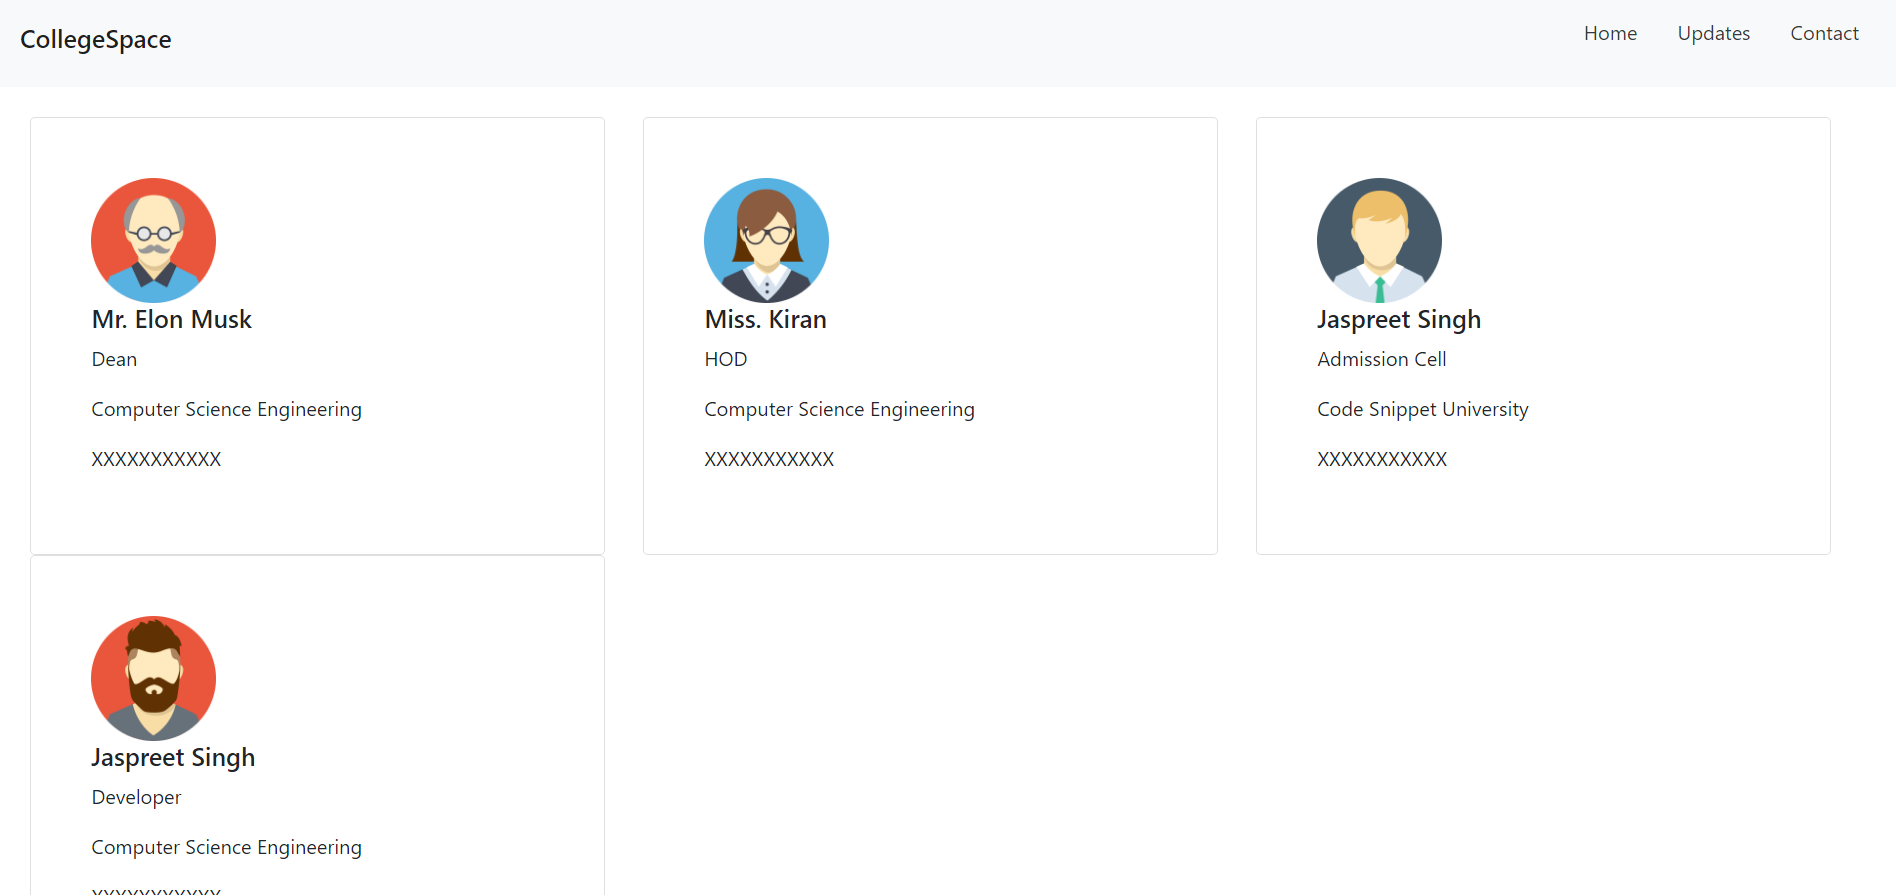 CollegeSpace
Home
Updates
Contact
Mr. Elon Musk
Dean
Computer Science Engineering
XXXXXXXXXXX
Miss. Kiran
HOD
Computer Science Engineering
XXXXXXXXXXX
Jaspreet Singh
Admission Cell
Code Snippet University
XXXXXXXXXXX
Jaspreet Singh
Developer
Computer Science Engineering